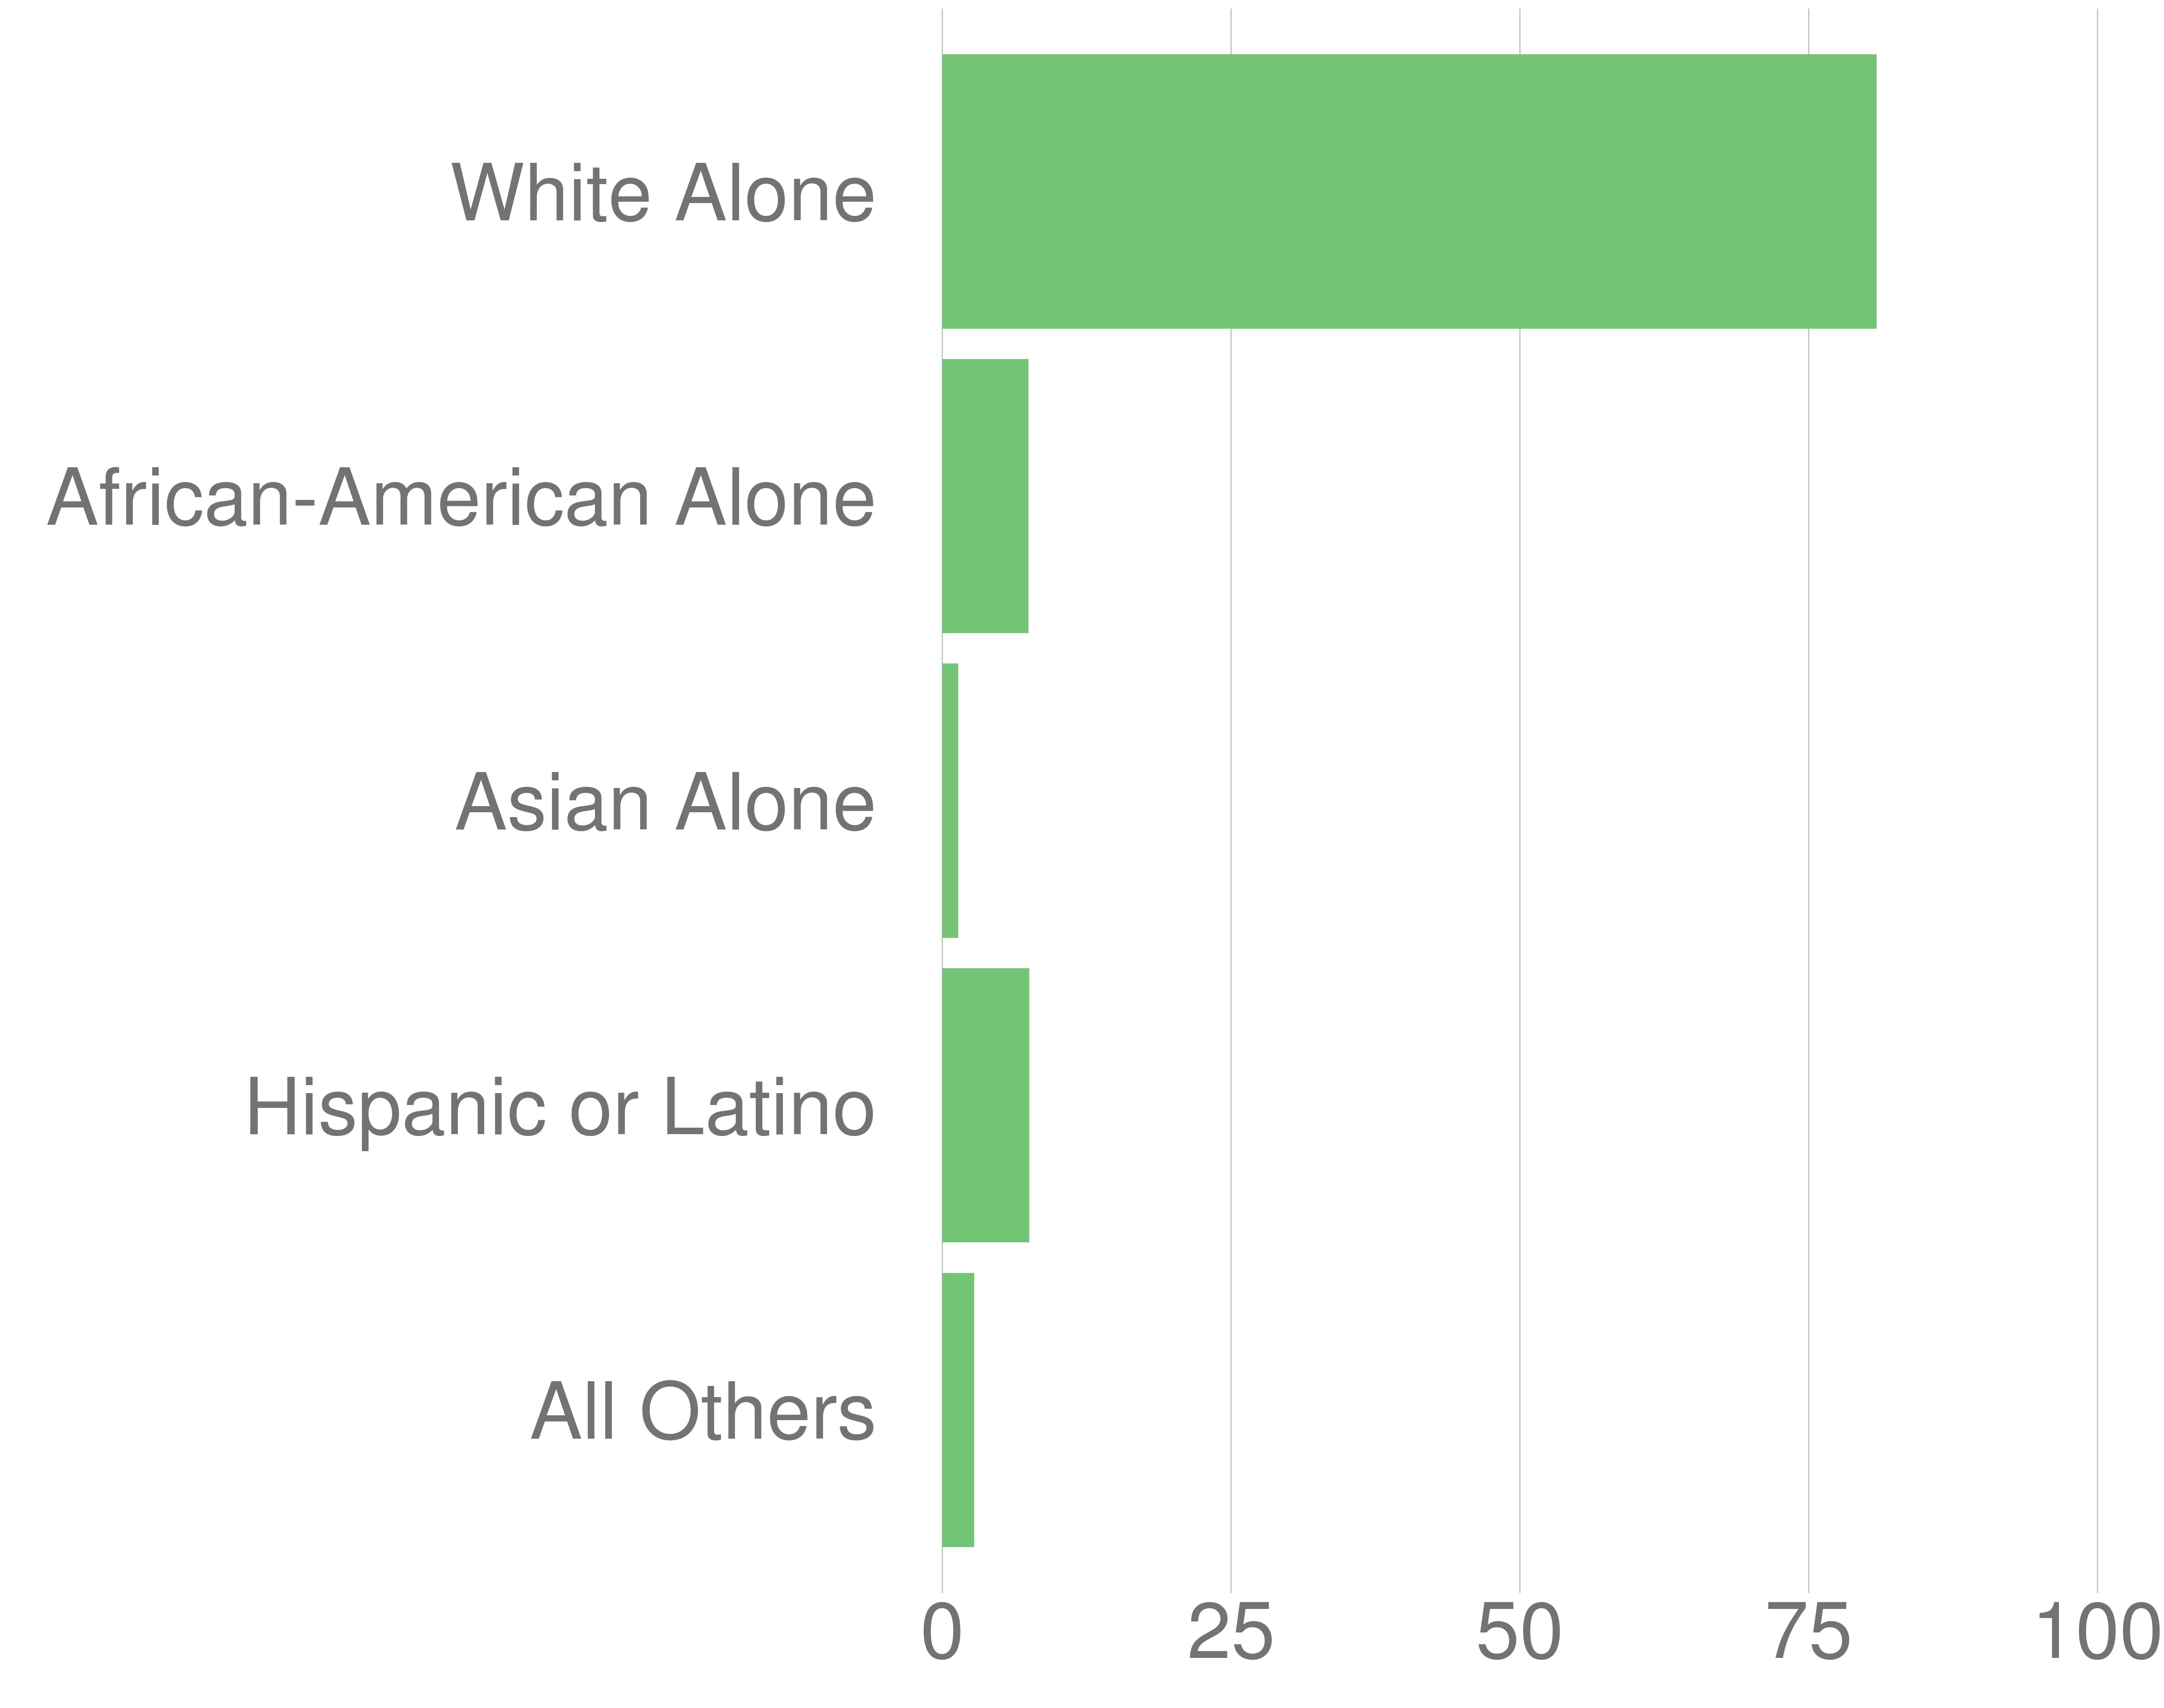 White Alone
African-American Alone
Asian Alone
Hispanic or Latino
All Others
0 25 50 75 100